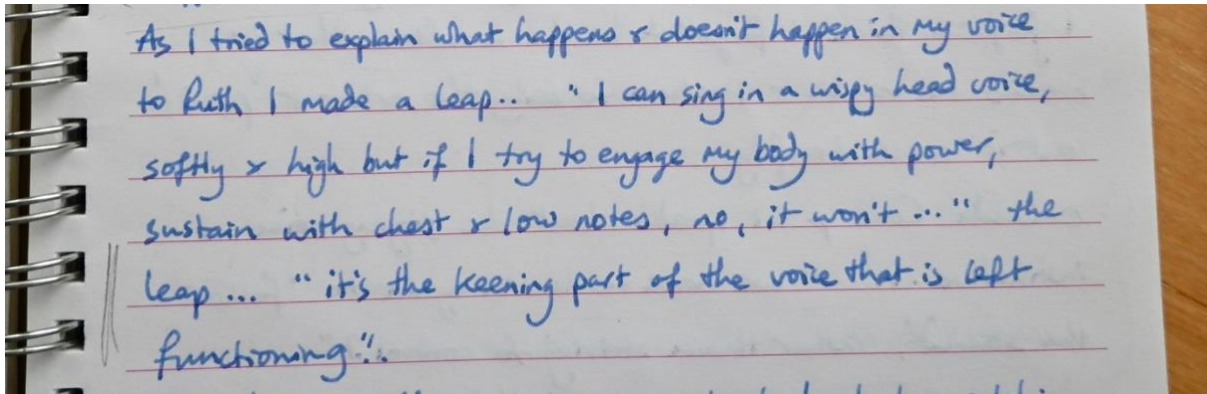 As I tried to explain what happens & doesn't happen in my voice
to Ruth I made a leap.. "I can sing in a wispy head voice,
softly & high but if I try to engage my body with power,
sustain with chest & low notes, no, it won't ..." the
leap ... "it's the keening part of the voice that is left
functioning".